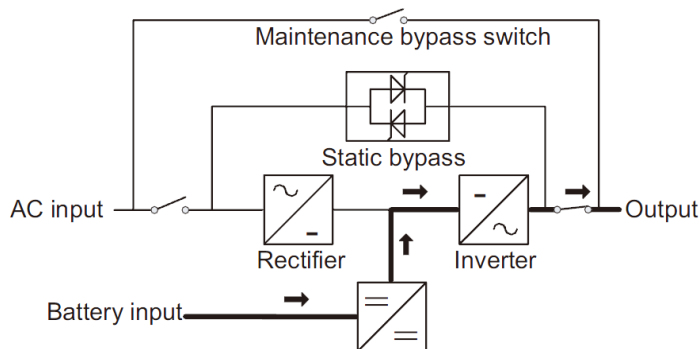 Maintenance bypass switch
Static bypass
AC input
Output
Rectifier
Inverter
Battery input